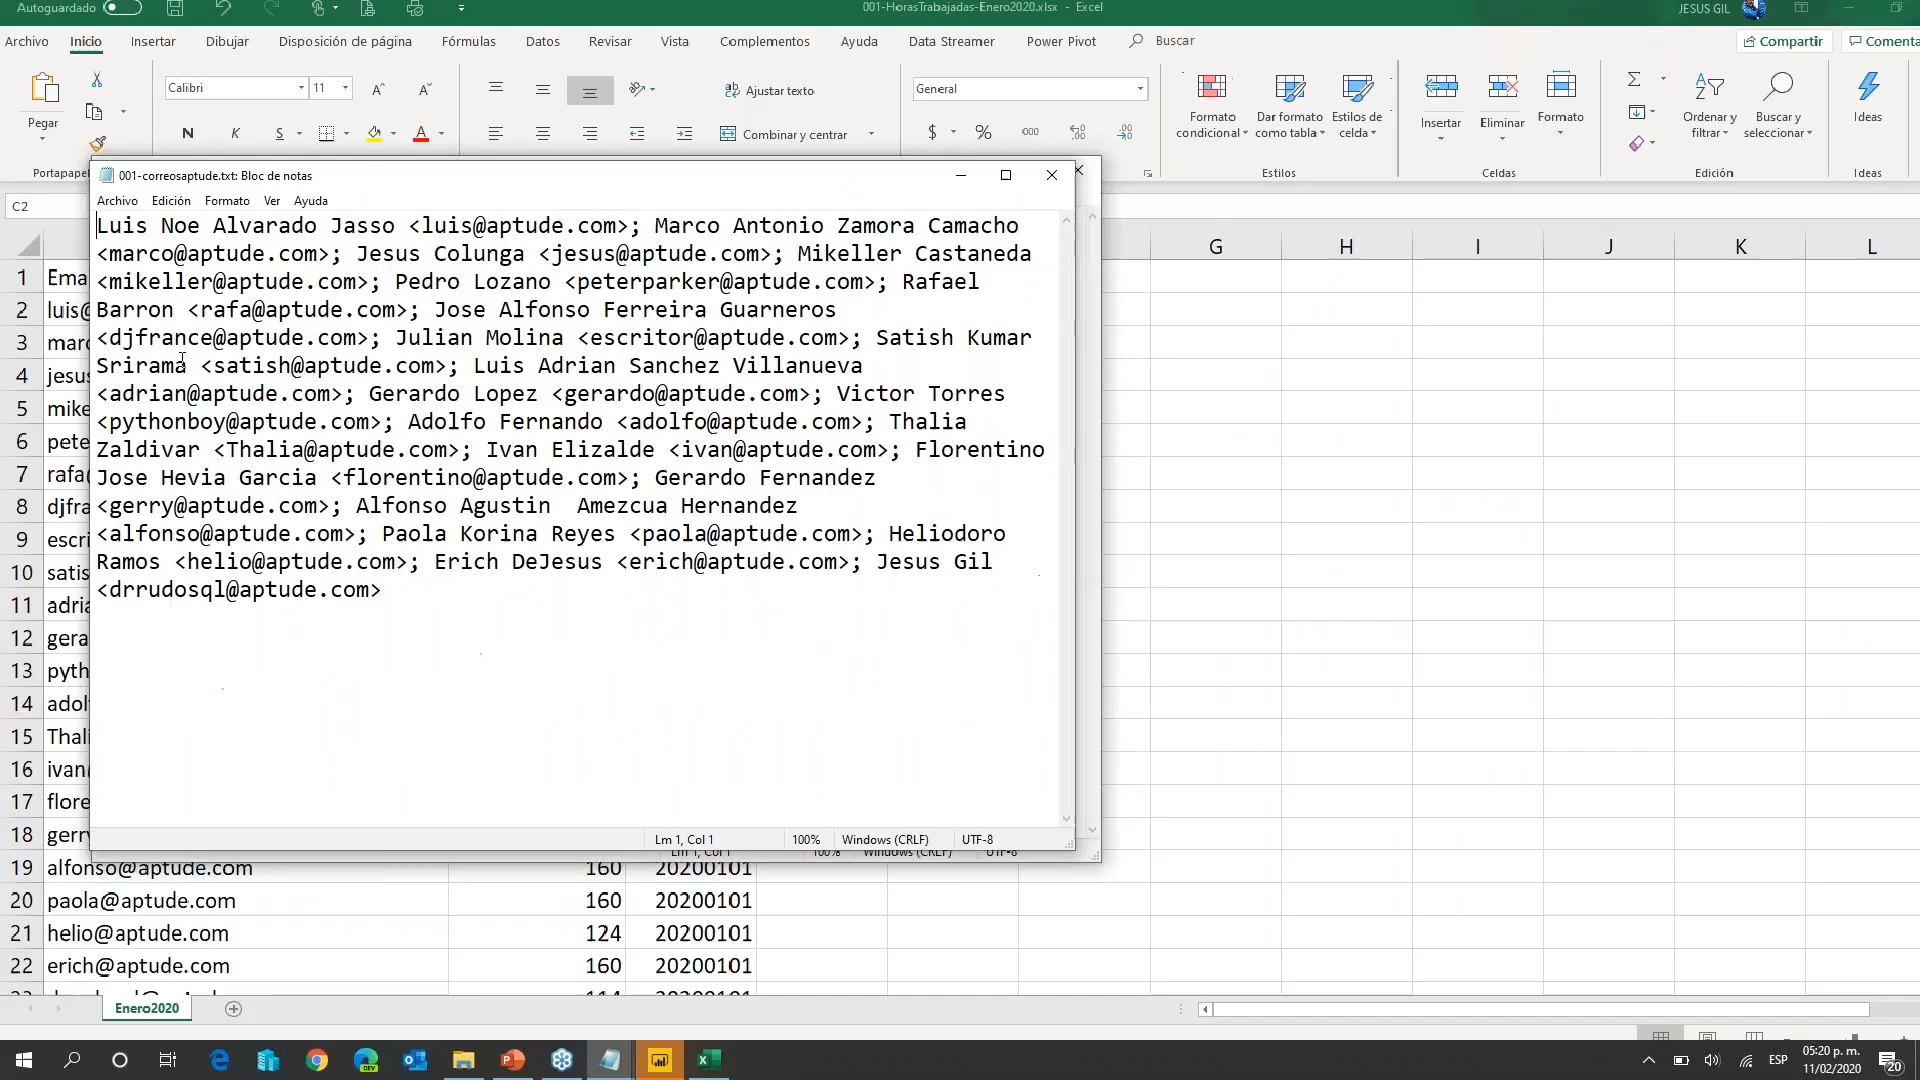 Autoguardado
001-HorasTrabajadas-Enero2020.xlsx - Excel
JESUS GIL
Archivo Inicio Insertar Dibujar Disposición de página Fórmulas Datos Revisar Vista Complementos Ayuda Data Streamer Power Pivot Buscar
Compartir
Comenta
Calibri 11
Ajustar texto
General
Pegar
N K S
Combinar y centrar
$ % 000
Formato condicional
Dar formato como tabla
Estilos de celda
Insertar
Eliminar
Formato
Ordenar y filtrar
Buscar y seleccionar
Ideas
Portapapel
Estilos
Celdas
Edición
Ideas
C2
001-correosaptude.txt: Bloc de notas
Archivo Edición Formato Ver Ayuda
Luis Noe Alvarado Jasso <luis@aptude.com>; Marco Antonio Zamora Camacho
<marco@aptude.com>; Jesus Colunga <jesus@aptude.com>; Mikeller Castaneda
<mikeller@aptude.com>; Pedro Lozano <peterparker@aptude.com>; Rafael
Barron <rafa@aptude.com>; Jose Alfonso Ferreira Guarneros
<djfrance@aptude.com>; Julian Molina <escritor@aptude.com>; Satish Kumar
Srirama <satish@aptude.com>; Luis Adrian Sanchez Villanueva
<adrian@aptude.com>; Gerardo Lopez <gerardo@aptude.com>; Victor Torres
<pythonboy@aptude.com>; Adolfo Fernando <adolfo@aptude.com>; Thalia
Zaldivar <Thalia@aptude.com>; Ivan Elizalde <ivan@aptude.com>; Florentino
Jose Hevia Garcia <florentino@aptude.com>; Gerardo Fernandez
<gerry@aptude.com>; Alfonso Agustin  Amezcua Hernandez
<alfonso@aptude.com>; Paola Korina Reyes <paola@aptude.com>; Heliodoro
Ramos <helio@aptude.com>; Erich DeJesus <erich@aptude.com>; Jesus Gil
<drrudosql@aptude.com>
Lm 1, Col 1 100% Windows (CRLF) UTF-8
G H I J K L
1 Ema
2 luis@
3 marc
4 jesus
5 mike
6 pete
7 rafa@
8 djfra
9 escri
10 satis
11 adria
12 gera
13 pyth
14 adol
15 Thali
16 ivan
17 flore
18 gerry
19 alfonso@aptude.com 160 20200101
20 paola@aptude.com 160 20200101
21 helio@aptude.com 124 20200101
22 erich@aptude.com 160 20200101
Enero2020
ESP
05:20 p. m.
11/02/2020
20